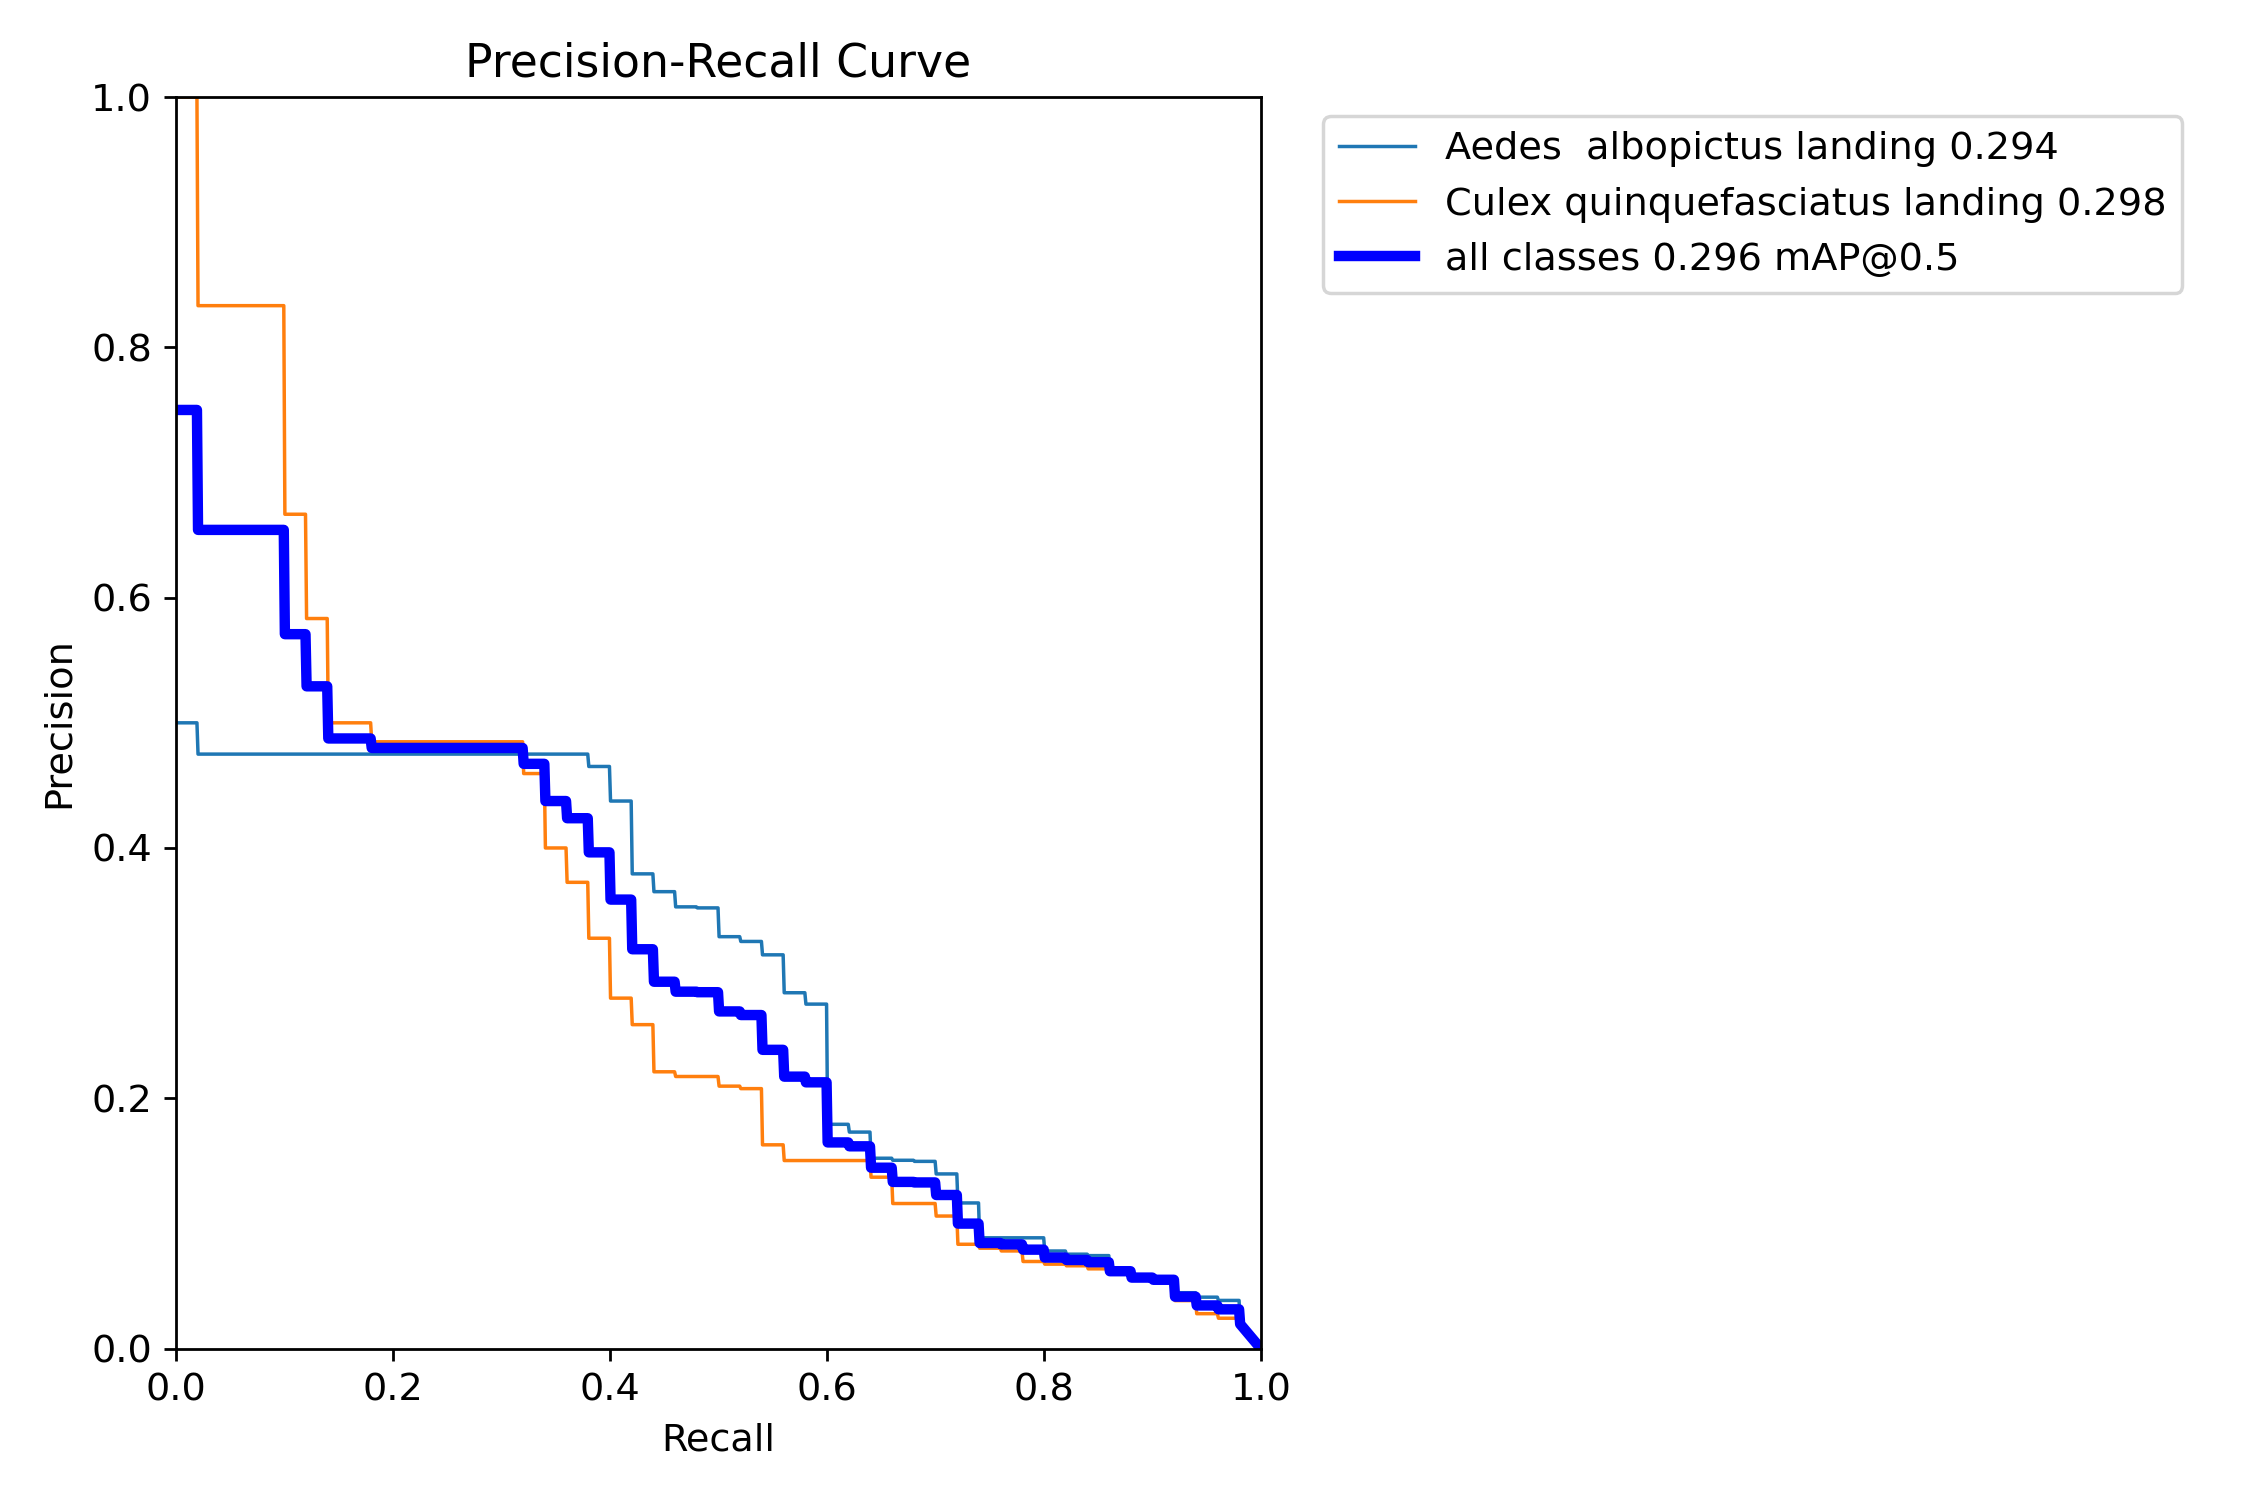 Precision-Recall Curve
1.0
0.8
0.6
0.4
0.2
0.0
Precision
0.0 0.2 0.4 0.6 0.8 1.0
Recall
Aedes  albopictus landing 0.294
Culex quinquefasciatus landing 0.298
all classes 0.296 mAP@0.5